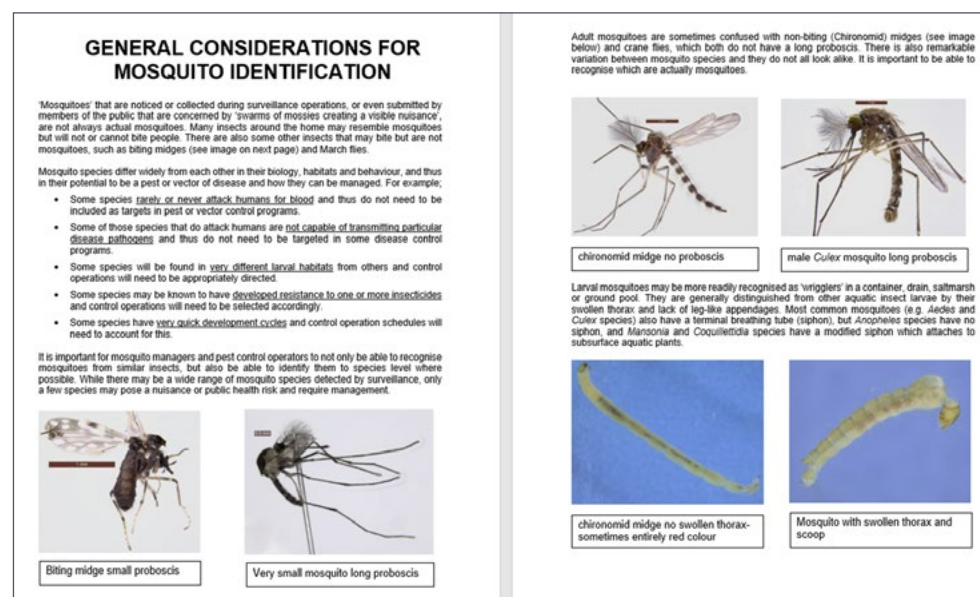 GENERAL CONSIDERATIONS FOR
MOSQUITO IDENTIFICATION
'Mosquitoes' that are noticed or collected during surveillance operations, or even submitted by
members of the public that are concerned by 'swarms of mossies creating a visible nuisance',
are not always actual mosquitoes. Many insects around the home may resemble mosquitoes
but will not or cannot bite people. There are also some other insects that may bite but are not
mosquitoes, such as biting midges (see image on next page) and March flies.
Mosquito species differ widely from each other in their biology, habitats and behaviour, and thus
in their potential to be a pest or vector of disease and how they can be managed. For example;
• Some species rarely or never attack humans for blood and thus do not need to be
included as targets in pest or vector control programs.
• Some of those species that do attack humans are not capable of transmitting particular
disease pathogens and thus do not need to be targeted in some disease control
programs.
• Some species will be found in very different larval habitats from others and control
operations will need to be appropriately directed.
• Some species may be known to have developed resistance to one or more insecticides
and control operations will need to be selected accordingly.
• Some species have very quick development cycles and control operation schedules will
need to account for this.
It is important for mosquito managers and pest control operators to not only be able to recognise
mosquitoes from similar insects, but also be able to identify them to species level where
possible. While there may be a wide range of mosquito species detected by surveillance, only
a few species may pose a nuisance or public health risk and require management.
Biting midge small proboscis
Very small mosquito long proboscis
Adult mosquitoes are sometimes confused with non-biting (Chironomid) midges (see image
below) and crane flies, which both do not have a long proboscis. There is also remarkable
variation between mosquito species and they do not all look alike. It is important to be able to
recognise which are actually mosquitoes.
chironomid midge no proboscis
male Culex mosquito long proboscis
Larval mosquitoes may be more readily recognised as 'wrigglers' in a container, drain, saltmarsh
or ground pool. They are generally distinguished from other aquatic insect larvae by their
swollen thorax and lack of leg-like appendages. Most common mosquitoes (e.g. Aedes and
Culex species) also have a terminal breathing tube (siphon), but Anopheles species have no
siphon, and Mansonia and Coquillettidia species have a modified siphon which attaches to
subsurface aquatic plants.
chironomid midge no swollen thorax-
sometimes entirely red colour
Mosquito with swollen thorax and
scoop